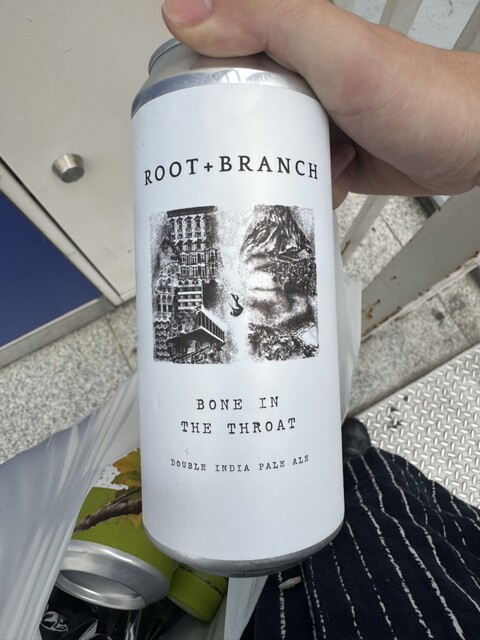 ROOT+BRANCH
BONE IN
THE THROAT
DOUBLE INDIA PALE ALE